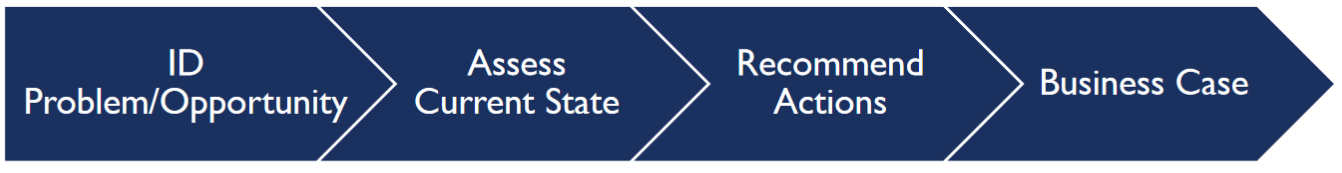 ID
Problem/Opportunity
Assess
Current State
Recommend
Actions
Business Case